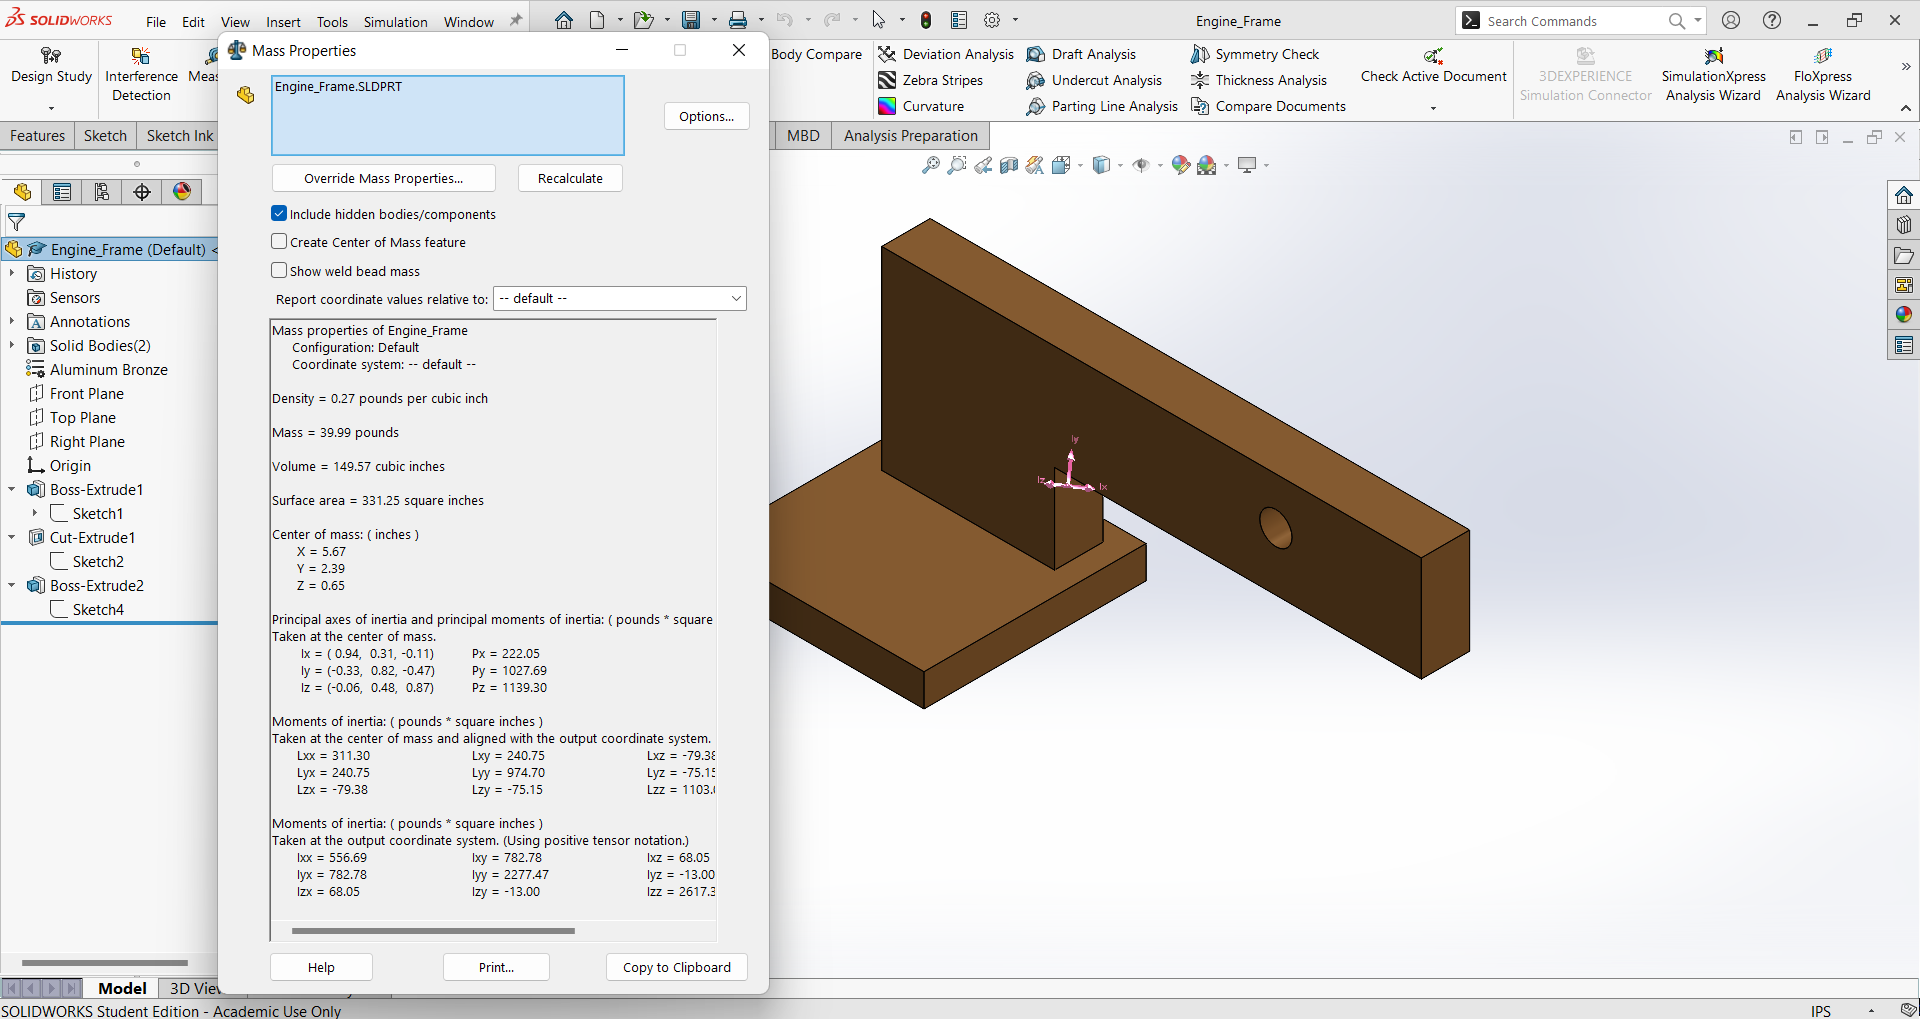 SOLIDWORKS File Edit View Insert Tools Simulation Window Engine_Frame Search Commands
Mass Properties
Design Study Interference Detection Meas Body Compare
Deviation Analysis Draft Analysis Symmetry Check
Zebra Stripes Undercut Analysis Thickness Analysis
Curvature Parting Line Analysis Compare Documents
Check Active Document
3DEXPERIENCE Simulation Connector
SimulationXpress Analysis Wizard
FloXpress Analysis Wizard
Features Sketch Sketch Ink MBD Analysis Preparation
Engine_Frame (Default) <
History
Sensors
Annotations
Solid Bodies(2)
Aluminum Bronze
Front Plane
Top Plane
Right Plane
Origin
Boss-Extrude1
Sketch1
Cut-Extrude1
Sketch2
Boss-Extrude2
Sketch4
Engine_Frame.SLDPRT
Options...
Override Mass Properties... Recalculate
Include hidden bodies/components
Create Center of Mass feature
Show weld bead mass
Report coordinate values relative to: -- default --
Mass properties of Engine_Frame
Configuration: Default
Coordinate system: -- default --
Density = 0.27 pounds per cubic inch
Mass = 39.99 pounds
Volume = 149.57 cubic inches
Surface area = 331.25 square inches
Center of mass: ( inches )
X = 5.67
Y = 2.39
Z = 0.65
Principal axes of inertia and principal moments of inertia: ( pounds * square
Taken at the center of mass.
Ix = ( 0.94, 0.31, -0.11) Px = 222.05
Iy = (-0.33, 0.82, -0.47) Py = 1027.69
Iz = (-0.06, 0.48, 0.87) Pz = 1139.30
Moments of inertia: ( pounds * square inches )
Taken at the center of mass and aligned with the output coordinate system.
Lxx = 311.30 Lxy = 240.75 Lxz = -79.38
Lyx = 240.75 Lyy = 974.70 Lyz = -75.15
Lzx = -79.38 Lzy = -75.15 Lzz = 1103.
Moments of inertia: ( pounds * square inches )
Taken at the output coordinate system. (Using positive tensor notation.)
Ixx = 556.69 Ixy = 782.78 Ixz = 68.05
Iyx = 782.78 Iyy = 2277.47 Iyz = -13.00
Izx = 68.05 Izy = -13.00 Izz = 2617.3
Help Print... Copy to Clipboard
Iy
Iz
Ix
Model 3D View
SOLIDWORKS Student Edition - Academic Use Only IPS